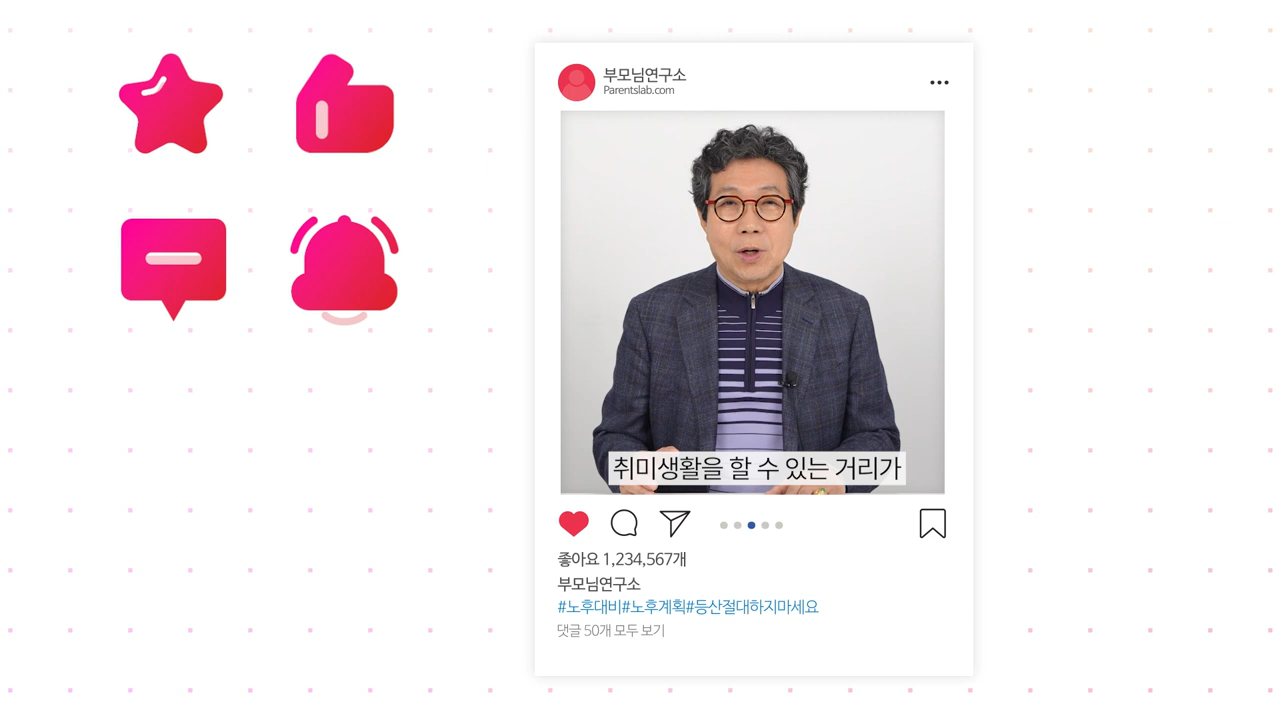 부모님연구소
Parentslab.com
취미생활을 할 수 있는 거리가
좋아요 1,234,567개
부모님연구소
#노후대비#노후계획#등산절대하지마세요
댓글 50개 모두 보기